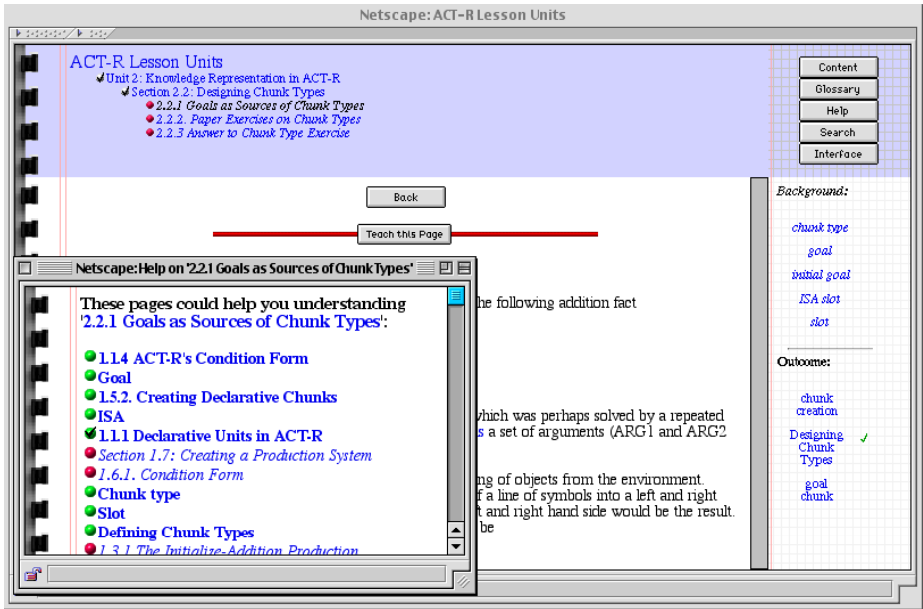 Netscape: ACT-R Lesson Units
ACT-R Lesson Units
Unit 2: Knowledge Representation in ACT-R
Section 2.2: Designing Chunk Types
2.2.1 Goals as Sources of Chunk Types
2.2.2. Paper Exercises on Chunk Types
2.2.3 Answer to Chunk Type Exercise
Content
Glossary
Help
Search
Interface
Back
Teach this Page
Netscape: Help on '2.2.1 Goals as Sources of Chunk Types'
These pages could help you understanding
'2.2.1 Goals as Sources of Chunk Types':
1.1.4 ACT-R's Condition Form
Goal
1.5.2. Creating Declarative Chunks
ISA
1.1.1 Declarative Units in ACT-R
Section 1.7: Creating a Production System
1.6.1. Condition Form
Chunk type
Slot
Defining Chunk Types
1.3.1 The Initialize-Addition Production
he following addition fact
which was perhaps solved by a repeated
s a set of arguments (ARG1 and ARG2
ng of objects from the environment.
f a line of symbols into a left and right
t and right hand side would be the result.
be
Background:
chunk type
goal
initial goal
ISA slot
slot
Outcome:
chunk
creation
Designing
Chunk
Types
goal
chunk